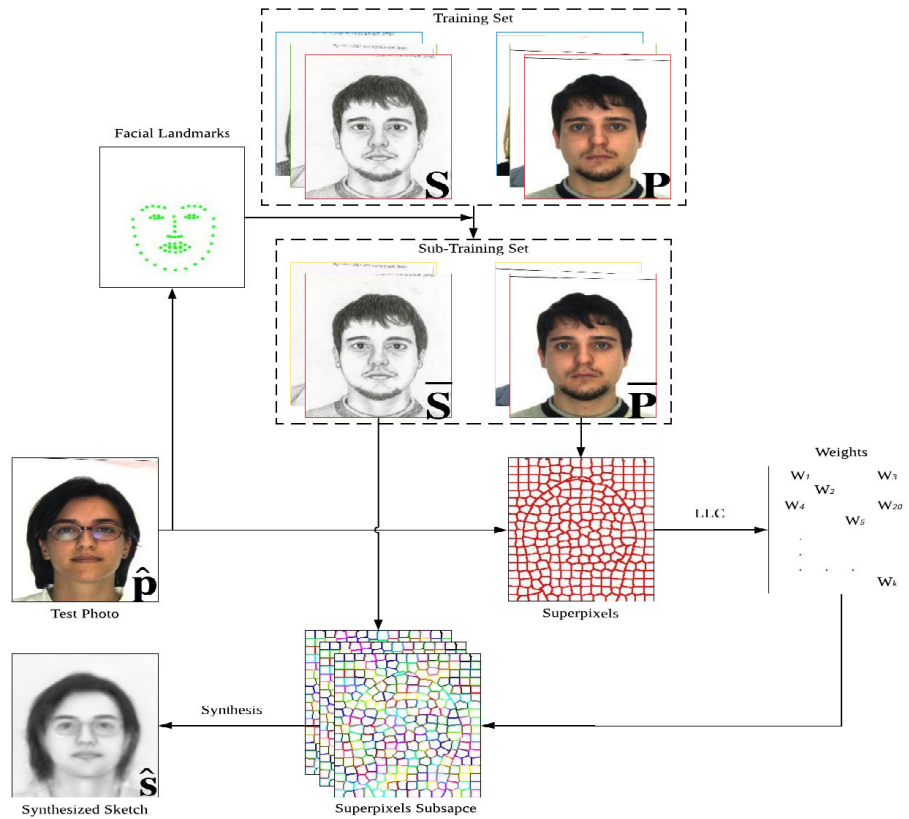 Training Set
S
P
Facial Landmarks
Sub-Training Set
S̅
P̅
Weights
W1 W3
W2
W4 W20
W5
.
.
. . .
Wk
LLC
p̂
Test Photo
Superpixels
Synthesis
ŝ
Synthesized Sketch
Superpixels Subsapce